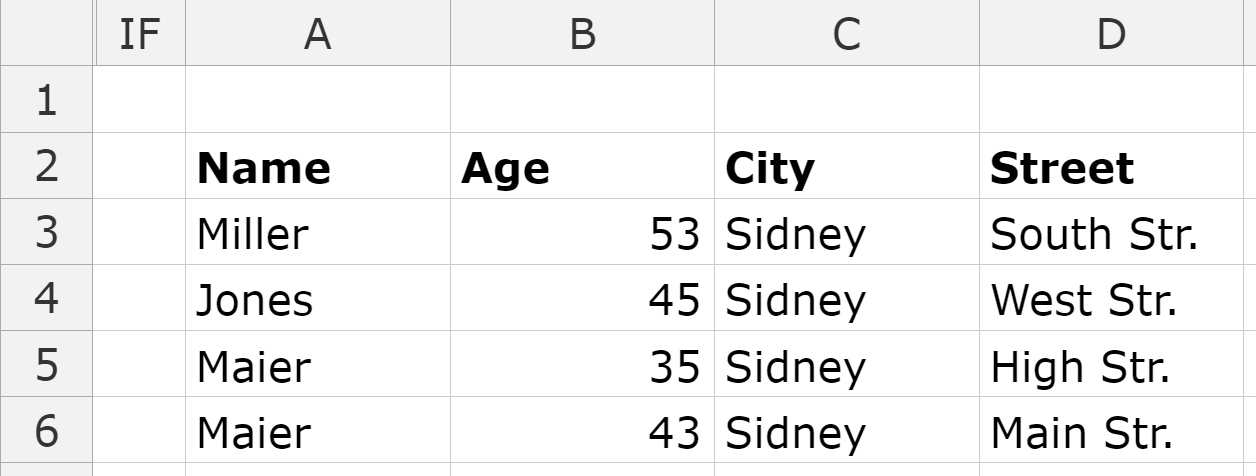 IF A B C D
1
2 Name Age City Street
3 Miller 53 Sidney South Str.
4 Jones 45 Sidney West Str.
5 Maier 35 Sidney High Str.
6 Maier 43 Sidney Main Str.